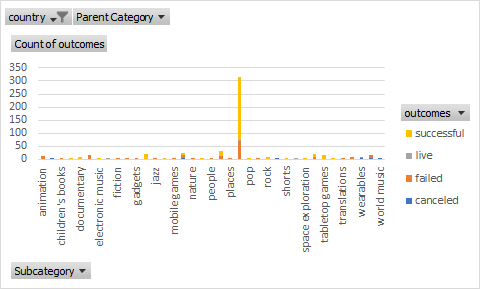 country Parent Category
Count of outcomes
350
300
250
200
150
100
50
0
animation
children's books
documentary
electronic music
fiction
gadgets
jazz
mobile games
nature
people
places
pop
rock
shorts
space exploration
tabletop games
translations
wearables
world music
outcomes
successful
live
failed
canceled
Subcategory